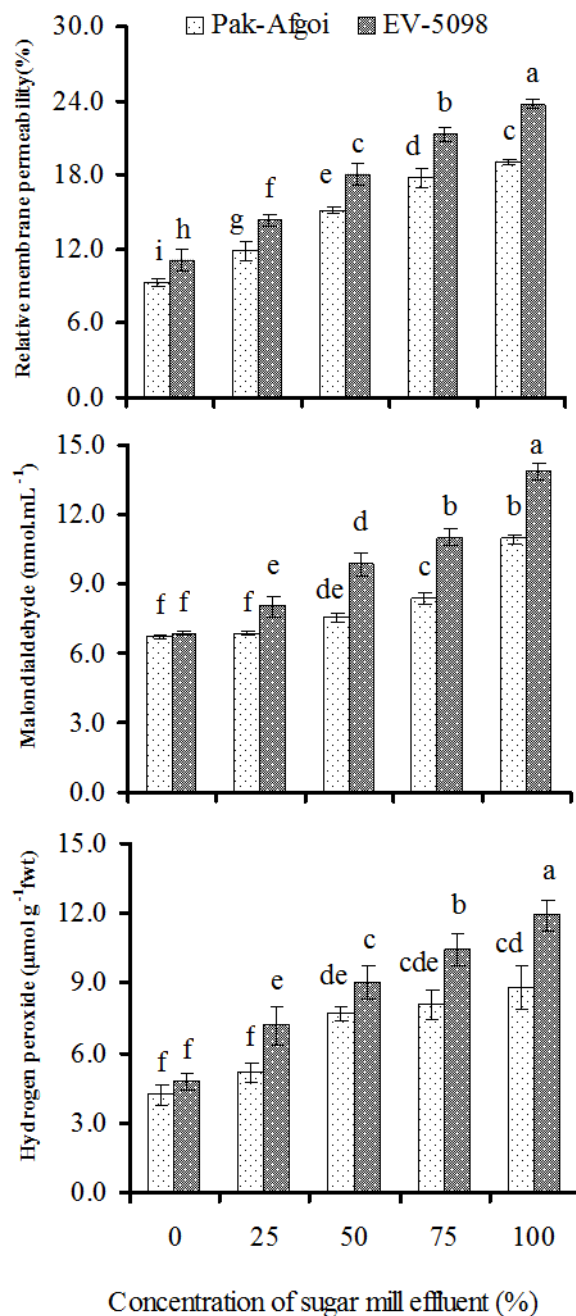 Pak-Afgoi EV-5098
Relative membrane permeability(%)
30.0
24.0
18.0
12.0
6.0
0.0
i h g f e c d b c a
Malondialdehyde (nmol.mL⁻¹)
15.0
12.0
9.0
6.0
3.0
0.0
f f f e de d c b b a
Hydrogen peroxide (µmol g⁻¹fwt)
15.0
12.0
9.0
6.0
3.0
0.0
f f f e de c cde b cd a
0 25 50 75 100
Concentration of sugar mill effluent (%)